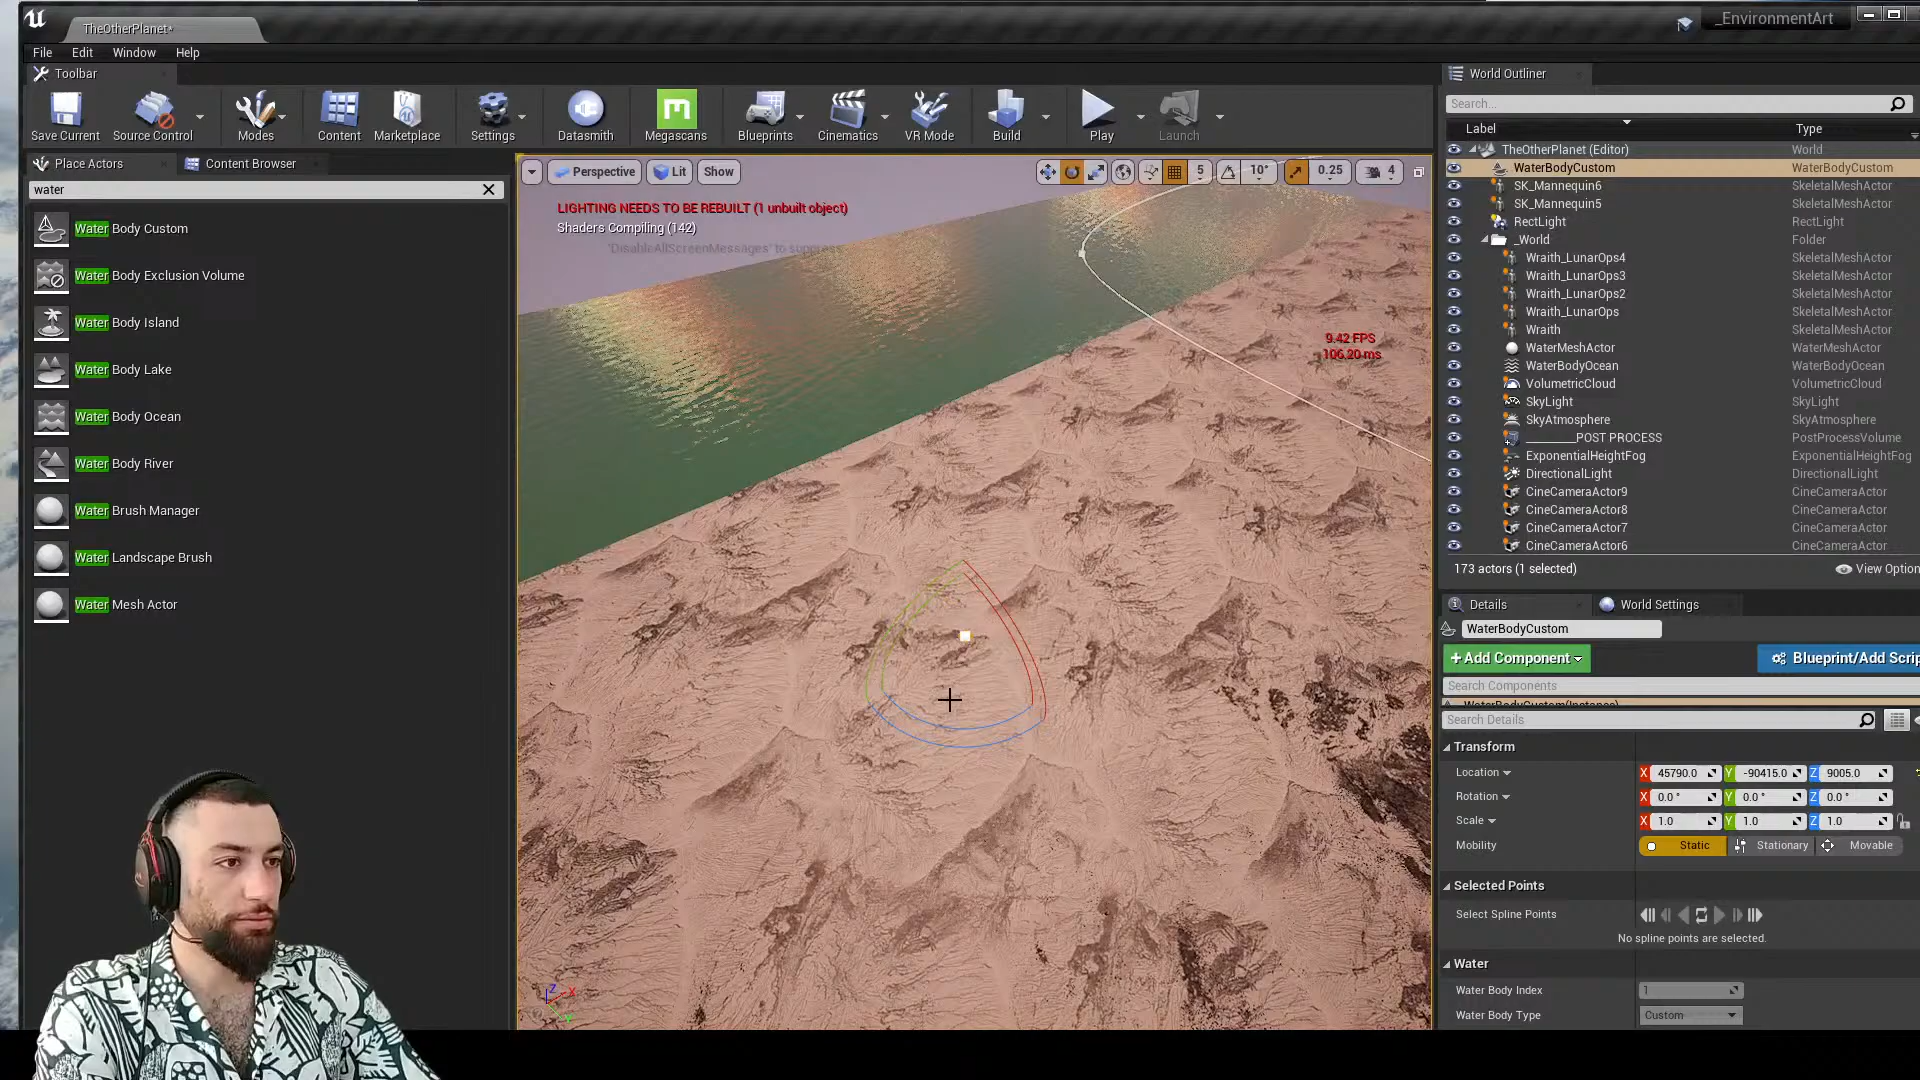 TheOtherPlanet*
_EnvironmentArt
File Edit Window Help
Toolbar
Save Current
Source Control
Modes
Content
Marketplace
Settings
Datasmith
Megascans
Blueprints
Cinematics
VR Mode
Build
Play
Launch
Place Actors
Content Browser
water
Water Body Custom
Water Body Exclusion Volume
Water Body Island
Water Body Lake
Water Body Ocean
Water Body River
Water Brush Manager
Water Landscape Brush
Water Mesh Actor
Perspective
Lit
Show
5
10°
0.25
4
LIGHTING NEEDS TO BE REBUILT (1 unbuilt object)
Shaders Compiling (142)
'DisableAllScreenMessages' to suppress
9.42 FPS
106.20 ms
Z X
Y
World Outliner
Search...
Label Type
TheOtherPlanet (Editor) World
WaterBodyCustom WaterBodyCustom
SK_Mannequin6 SkeletalMeshActor
SK_Mannequin5 SkeletalMeshActor
RectLight RectLight
_World Folder
Wraith_LunarOps4 SkeletalMeshActor
Wraith_LunarOps3 SkeletalMeshActor
Wraith_LunarOps2 SkeletalMeshActor
Wraith_LunarOps SkeletalMeshActor
Wraith SkeletalMeshActor
WaterMeshActor WaterMeshActor
WaterBodyOcean WaterBodyOcean
VolumetricCloud VolumetricCloud
SkyLight SkyLight
SkyAtmosphere SkyAtmosphere
________POST PROCESS PostProcessVolume
ExponentialHeightFog ExponentialHeightFog
DirectionalLight DirectionalLight
CineCameraActor9 CineCameraActor
CineCameraActor8 CineCameraActor
CineCameraActor7 CineCameraActor
CineCameraActor6 CineCameraActor
173 actors (1 selected)
View Option
Details
World Settings
WaterBodyCustom
+Add Component
Blueprint/Add Scrip
Search Components
WaterBodyCustom(Instance)
Search Details
Transform
Location X 45790.0 Y -90415.0 Z 9005.0
Rotation X 0.0 ° Y 0.0 ° Z 0.0 °
Scale X 1.0 Y 1.0 Z 1.0
Mobility Static Stationary Movable
Selected Points
Select Spline Points
No spline points are selected.
Water
Water Body Index 1
Water Body Type Custom